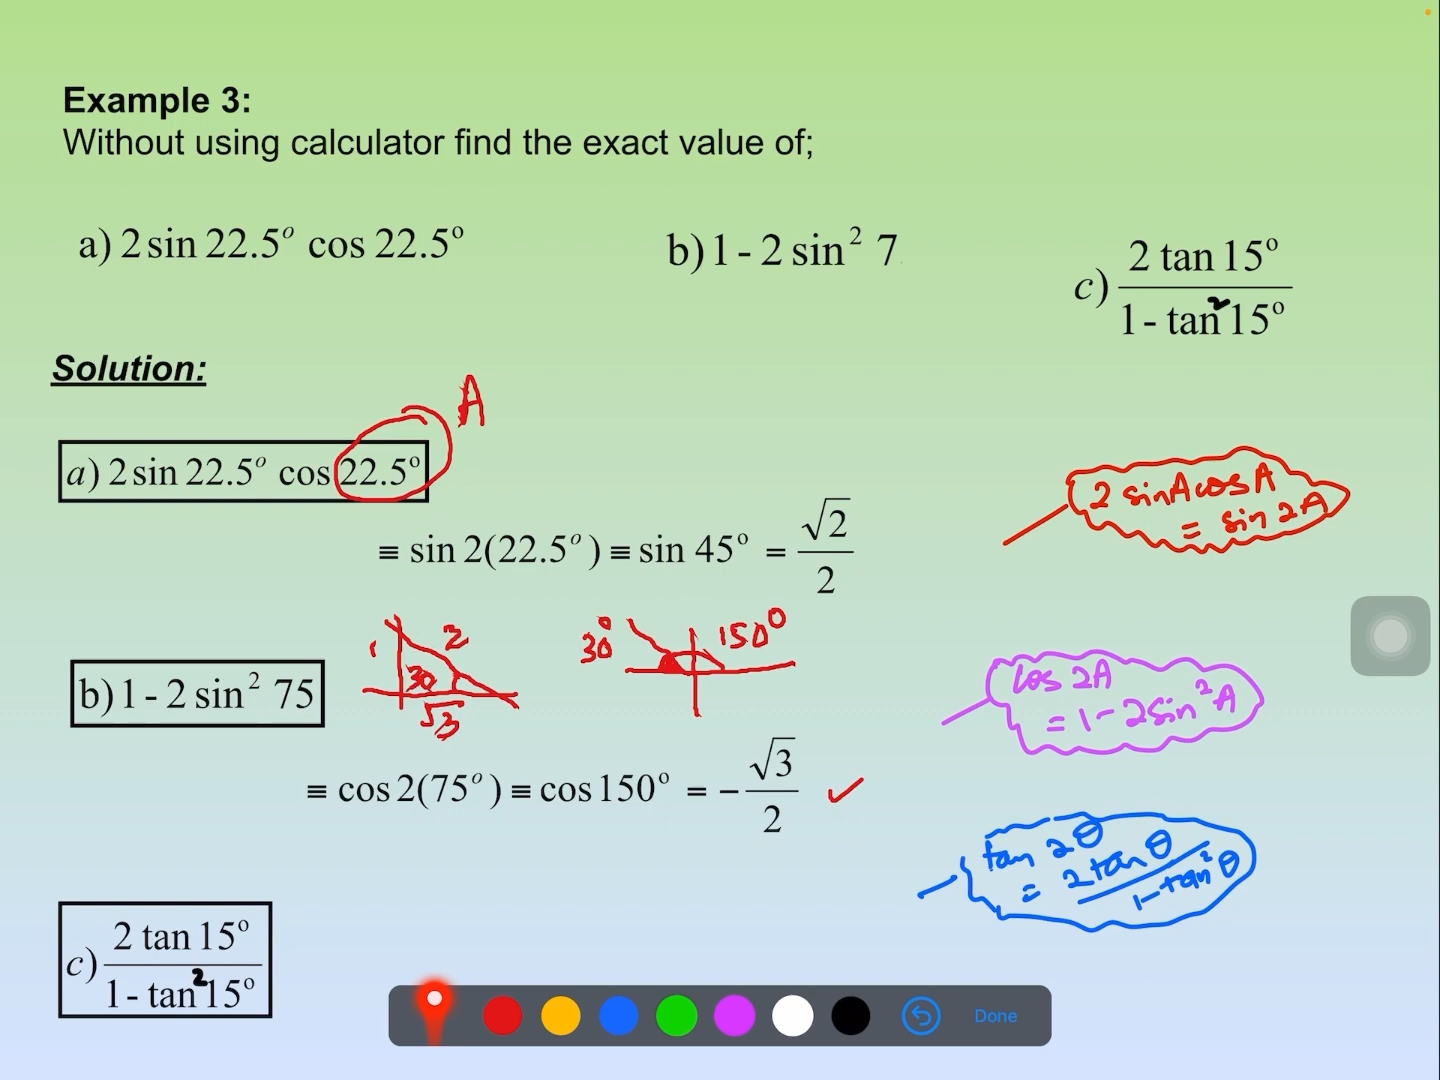 Example 3:
Without using calculator find the exact value of;
a) 2 sin 22.5° cos 22.5°
b) 1 - 2 sin² 7
c) 2 tan 15° / 1 - tan² 15°
Solution:
A
a) 2 sin 22.5° cos 22.5°
2 sinA cosA
= sin 2A
≡ sin 2(22.5°) ≡ sin 45° = √2 / 2
1 2 30 √3
30° 150°
b) 1 - 2 sin² 75
cos 2A
= 1 - 2sin²A
≡ cos 2(75°) ≡ cos 150° = - √3 / 2 ✓
tan 2θ
= 2tan θ / 1-tan²θ
c) 2 tan 15° / 1 - tan² 15°
Done